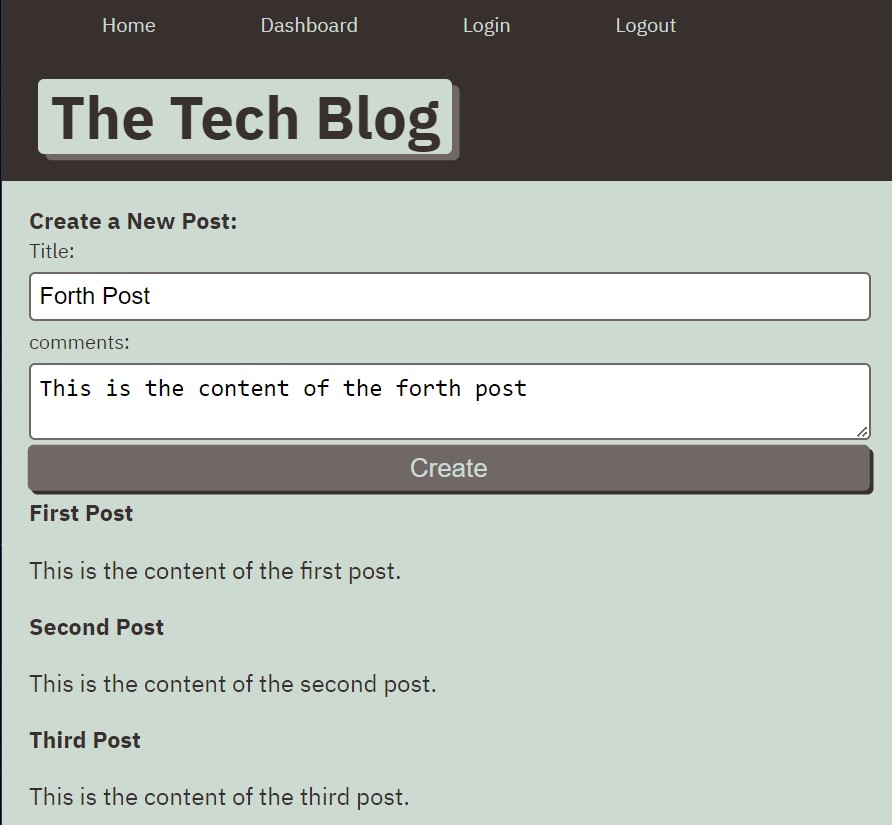 Home Dashboard Login Logout
The Tech Blog
Create a New Post:
Title:
Forth Post
comments:
This is the content of the forth post
Create
First Post
This is the content of the first post.
Second Post
This is the content of the second post.
Third Post
This is the content of the third post.